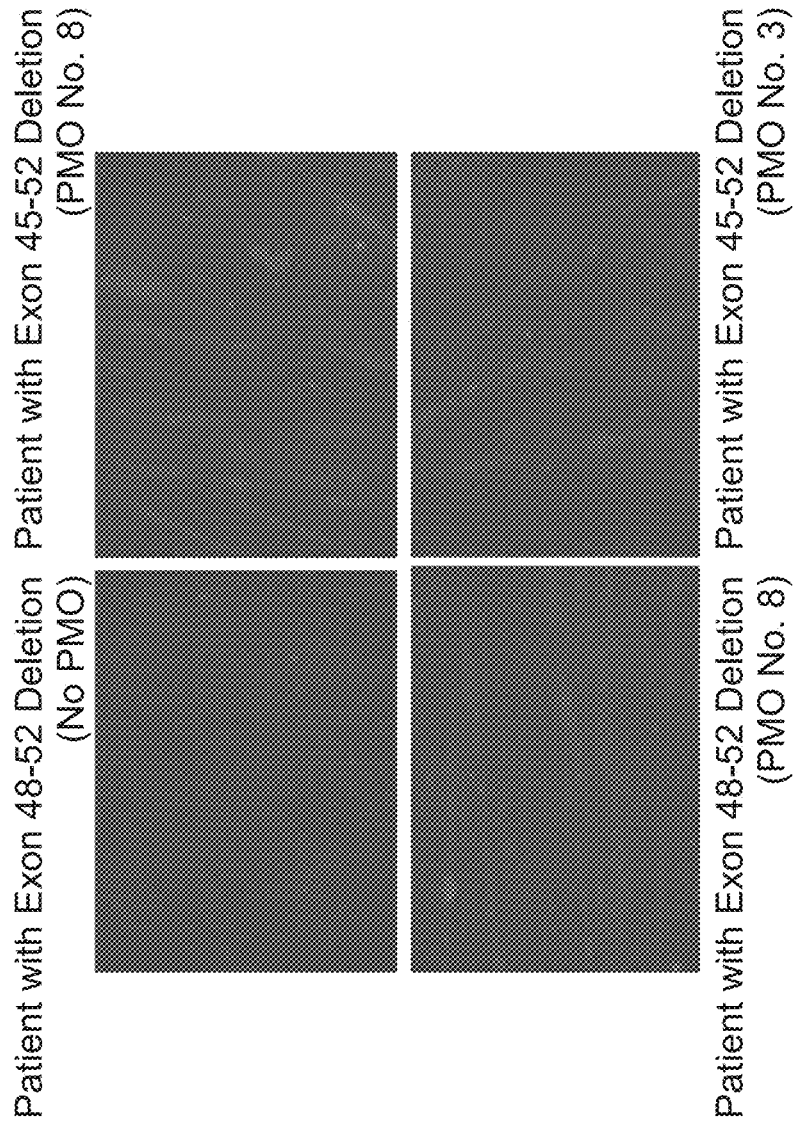 Patient with Exon 48-52 Deletion
(No PMO)
Patient with Exon 45-52 Deletion
(PMO No. 8)
Patient with Exon 48-52 Deletion
(PMO No. 8)
Patient with Exon 45-52 Deletion
(PMO No. 3)